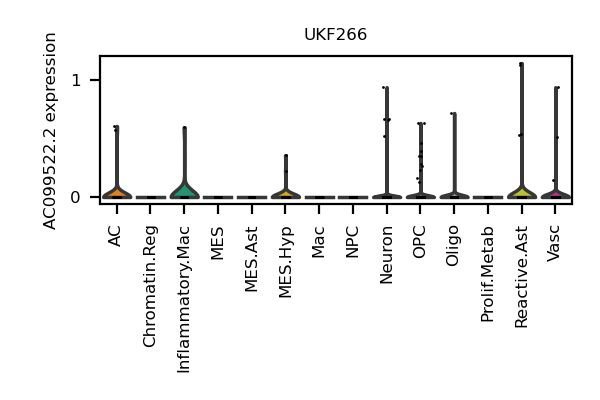 UKF266
AC099522.2 expression
1
0
AC
Chromatin.Reg
Inflammatory.Mac
MES
MES.Ast
MES.Hyp
Mac
NPC
Neuron
OPC
Oligo
Prolif.Metab
Reactive.Ast
Vasc